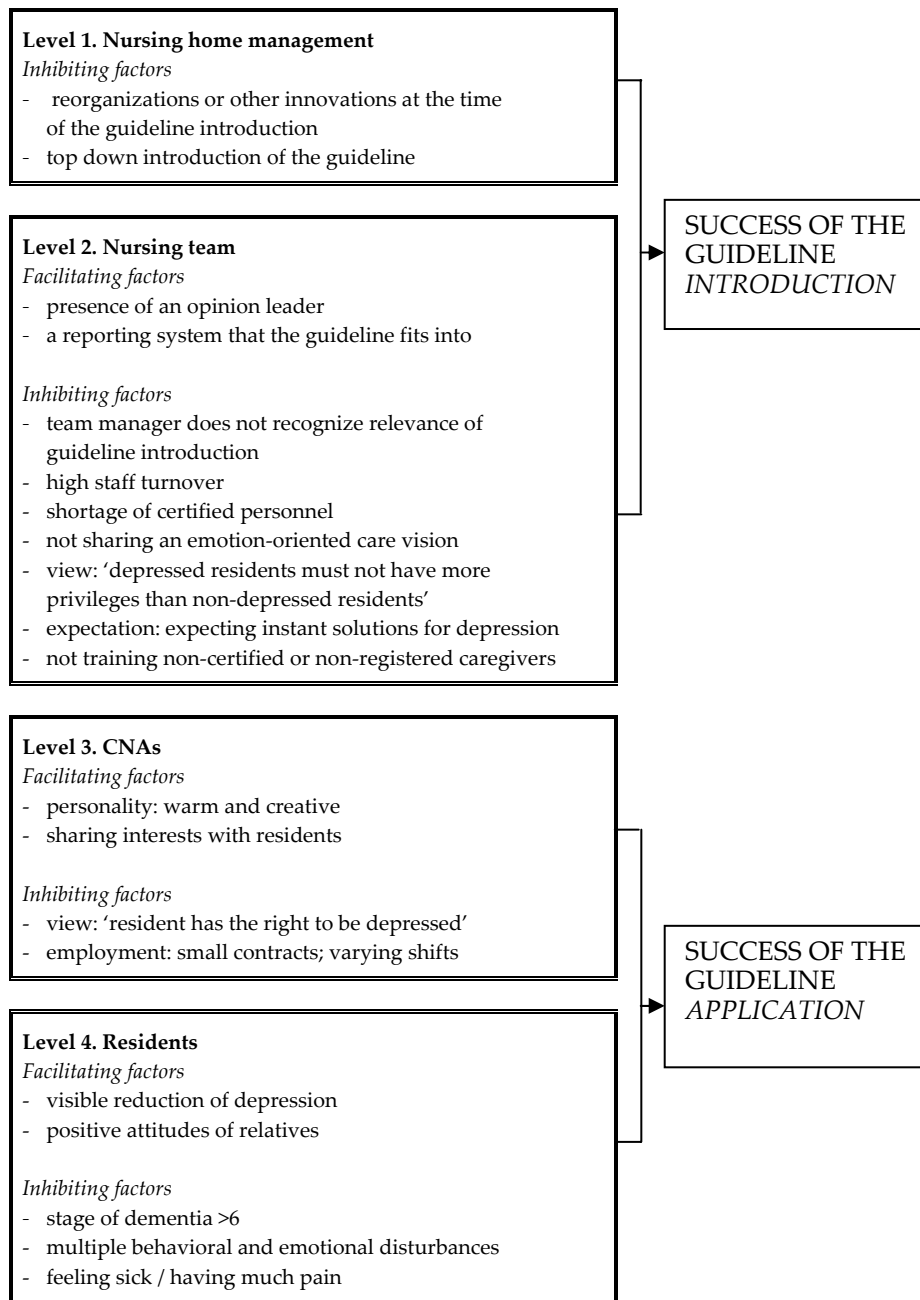 Level 1. Nursing home management
Inhibiting factors
- reorganizations or other innovations at the time
of the guideline introduction
- top down introduction of the guideline
SUCCESS OF THE
GUIDELINE
INTRODUCTION
Level 2. Nursing team
Facilitating factors
- presence of an opinion leader
- a reporting system that the guideline fits into
Inhibiting factors
- team manager does not recognize relevance of
guideline introduction
- high staff turnover
- shortage of certified personnel
- not sharing an emotion-oriented care vision
- view: ‘depressed residents must not have more
privileges than non-depressed residents’
- expectation: expecting instant solutions for depression
- not training non-certified or non-registered caregivers
Level 3. CNAs
Facilitating factors
- personality: warm and creative
- sharing interests with residents
Inhibiting factors
- view: ‘resident has the right to be depressed’
- employment: small contracts; varying shifts
SUCCESS OF THE
GUIDELINE
APPLICATION
Level 4. Residents
Facilitating factors
- visible reduction of depression
- positive attitudes of relatives
Inhibiting factors
- stage of dementia >6
- multiple behavioral and emotional disturbances
- feeling sick / having much pain